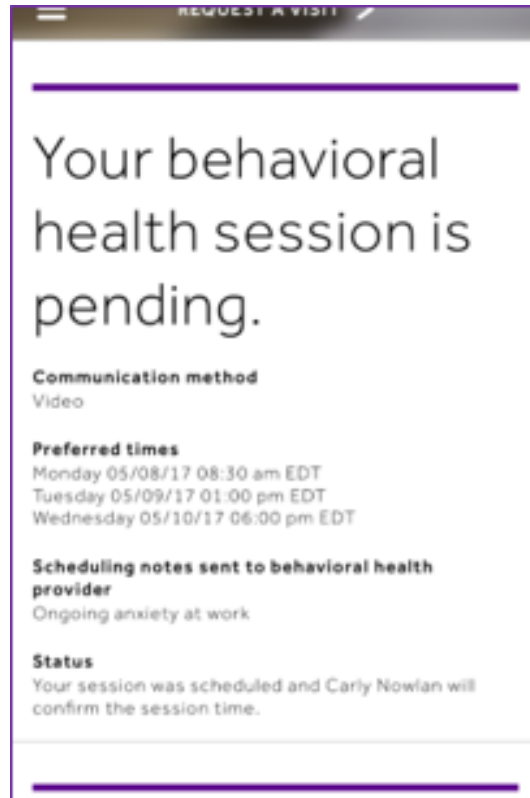 REQUEST A VISIT
Your behavioral
health session is
pending.
Communication method
Video
Preferred times
Monday 05/08/17 08:30 am EDT
Tuesday 05/09/17 01:00 pm EDT
Wednesday 05/10/17 06:00 pm EDT
Scheduling notes sent to behavioral health
provider
Ongoing anxiety at work
Status
Your session was scheduled and Carly Nowlan will
confirm the session time.